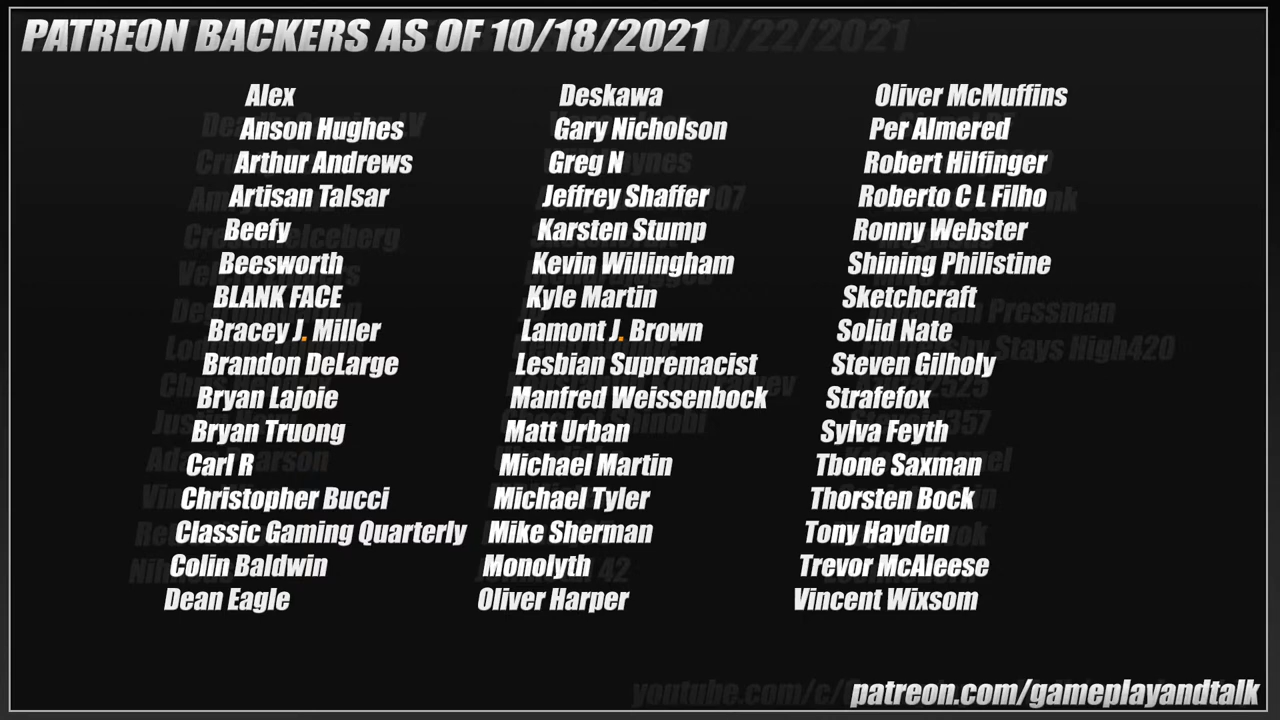 PATREON BACKERS AS OF 10/18/2021
Alex
Anson Hughes
Arthur Andrews
Artisan Talsar
Beefy
Beesworth
BLANK FACE
Bracey J. Miller
Brandon DeLarge
Bryan Lajoie
Bryan Truong
Carl R
Christopher Bucci
Classic Gaming Quarterly
Colin Baldwin
Dean Eagle
Deskawa
Gary Nicholson
Greg N
Jeffrey Shaffer
Karsten Stump
Kevin Willingham
Kyle Martin
Lamont J. Brown
Lesbian Supremacist
Manfred Weissenbock
Matt Urban
Michael Martin
Michael Tyler
Mike Sherman
Monolyth
Oliver Harper
Oliver McMuffins
Per Almered
Robert Hilfinger
Roberto C L Filho
Ronny Webster
Shining Philistine
Sketchcraft
Solid Nate
Steven Gilholy
Strafefox
Sylva Feyth
Tbone Saxman
Thorsten Bock
Tony Hayden
Trevor McAleese
Vincent Wixsom
patreon.com/gameplayandtalk